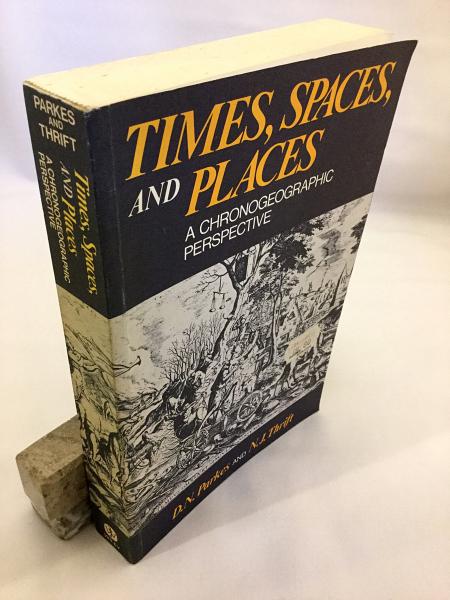 PARKES
AND
THRIFT
Times, Spaces,
AND Places
A CHRONOGEOGRAPHIC
PERSPECTIVE
TIMES, SPACES,
AND PLACES
A CHRONOGEOGRAPHIC
PERSPECTIVE
D.N. Parkes AND N.J. Thrift